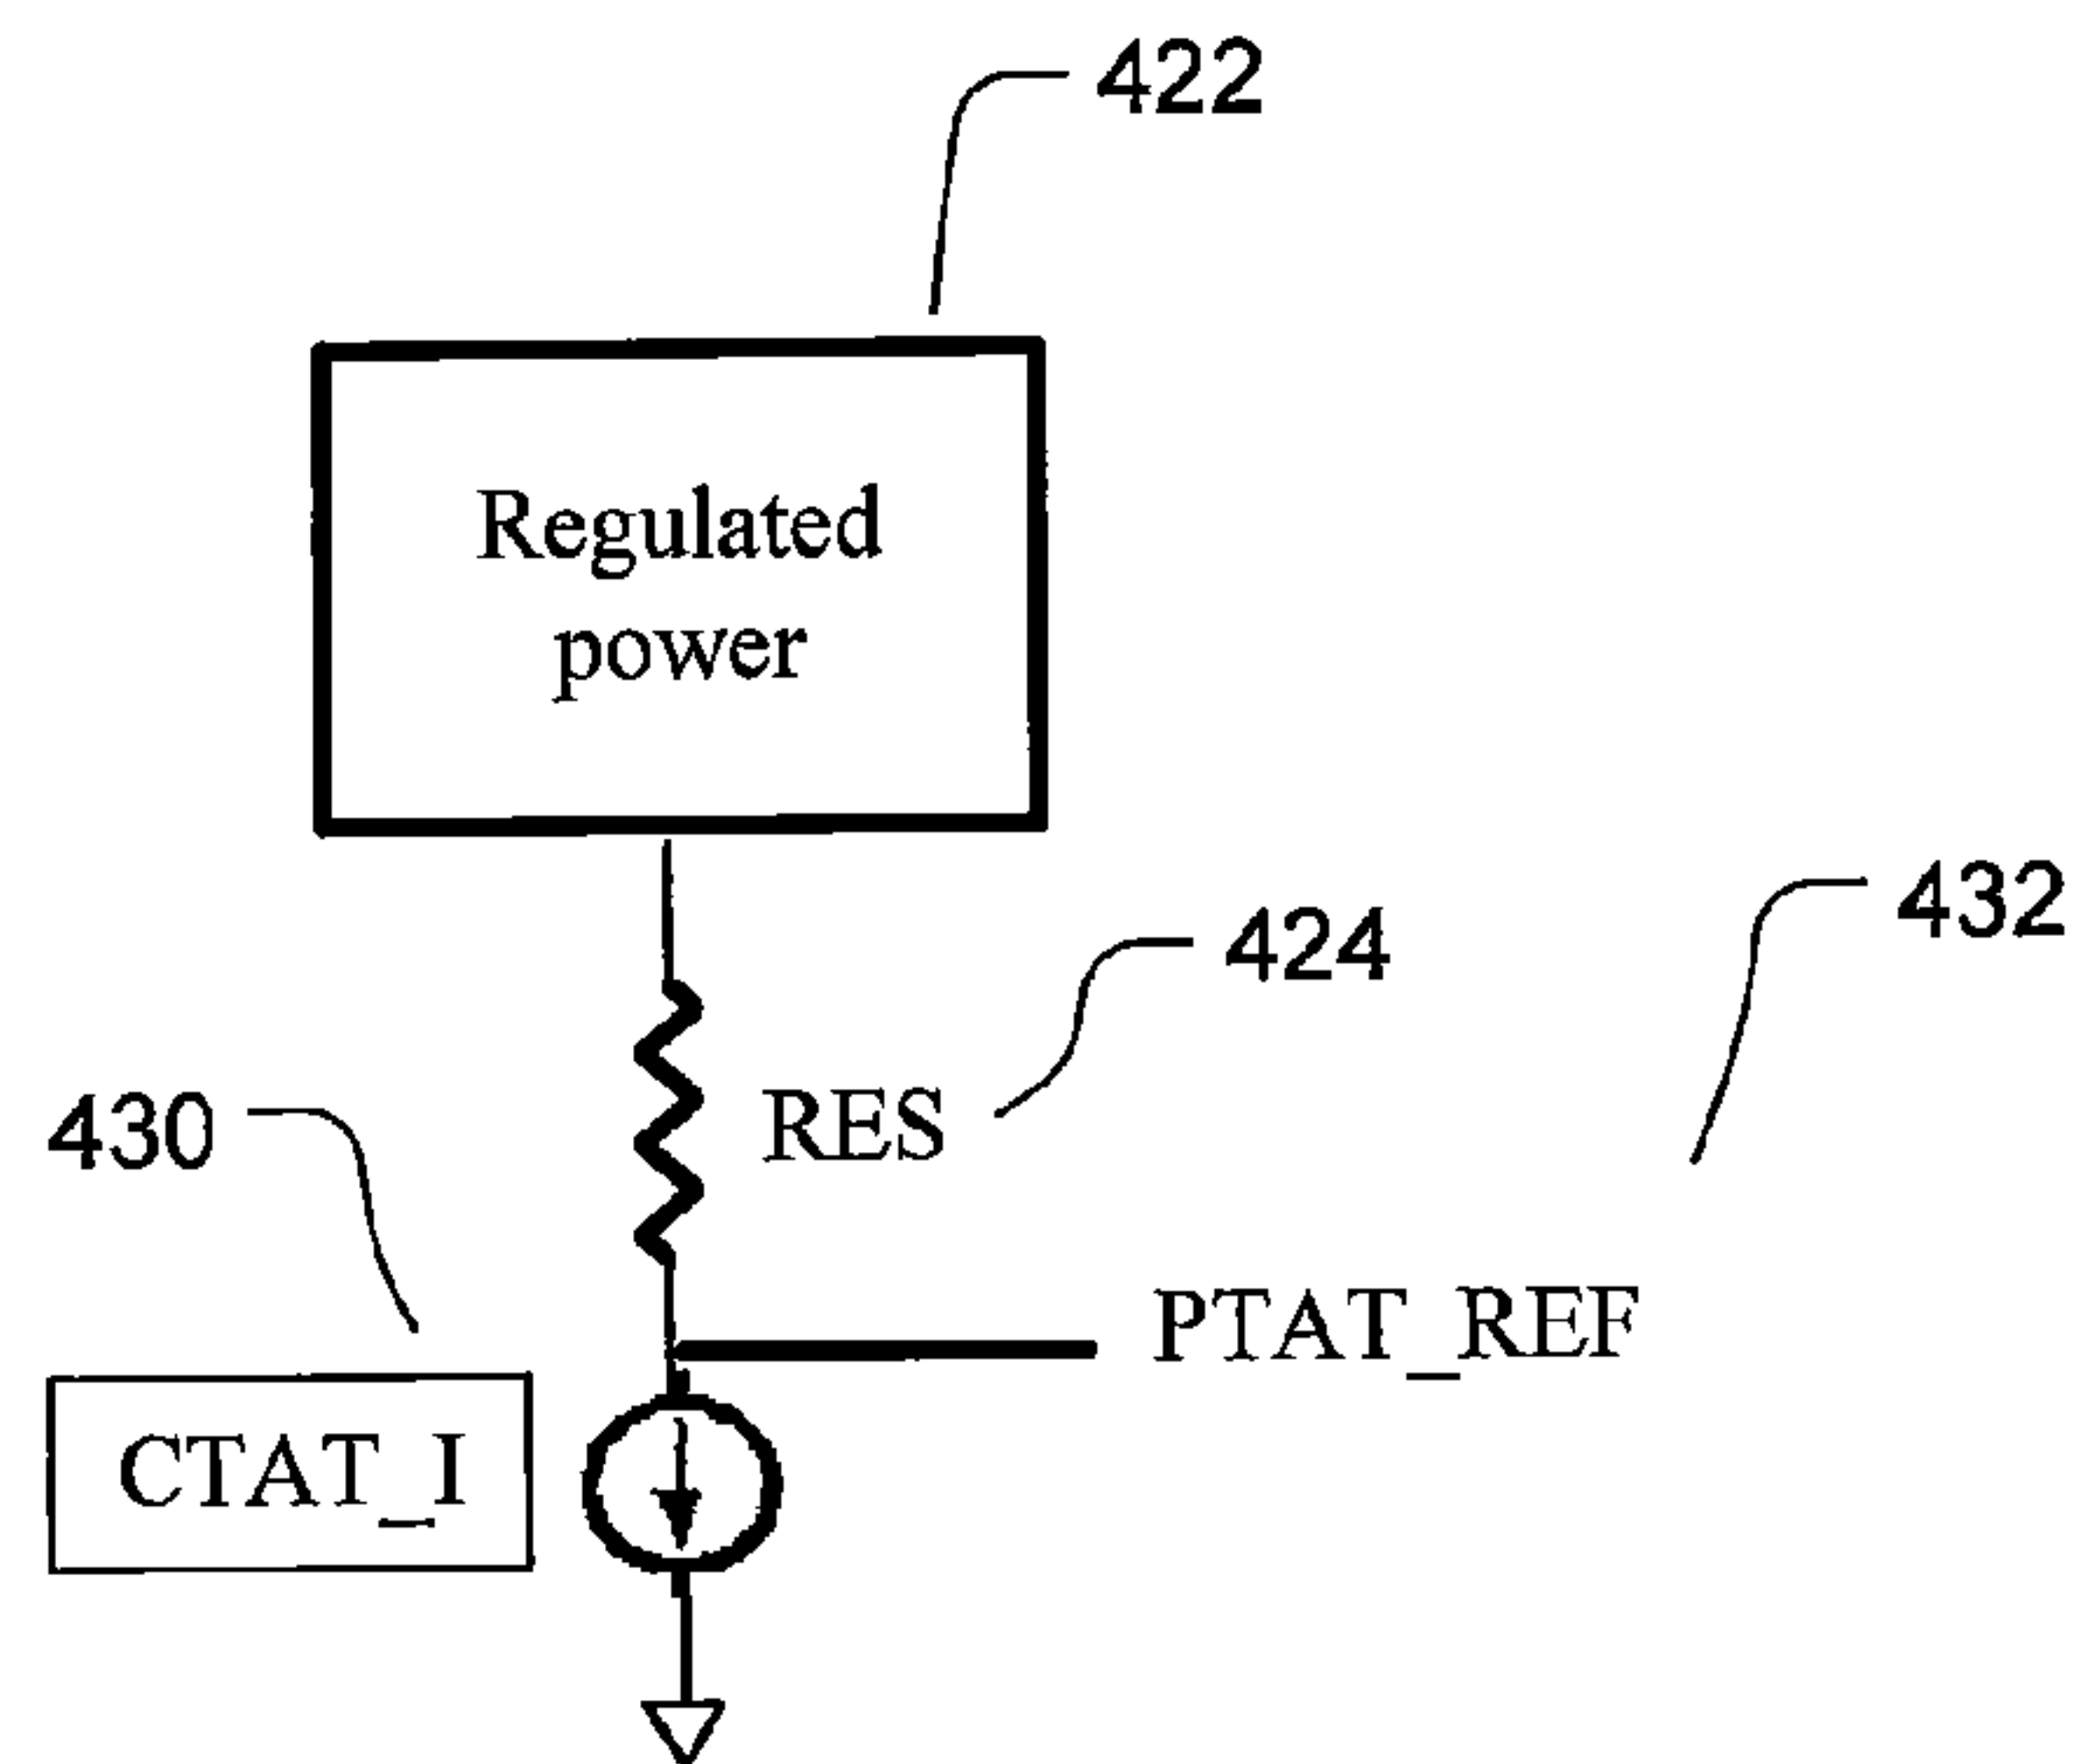 422
Regulated
power
432
424
430
RES
PTAT_REF
CTAT_I